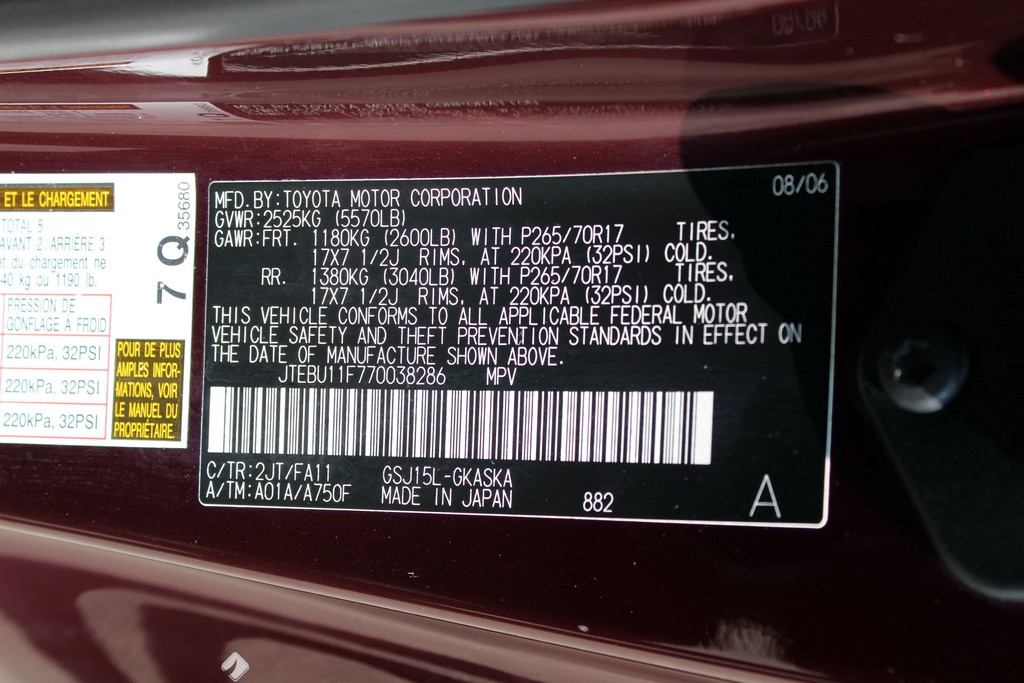 ET LE CHARGEMENT
TOTAL 5
AVANT 2: ARRIÈRE 3
et du chargement ne
40 kg ou 1190 lb.
PRESSION DE
GONFLAGE À FROID
220kPa, 32PSI
220kPa, 32PSI
220kPa, 32PSI
POUR DE PLUS
AMPLES INFOR-
MATIONS, VOIR
LE MANUEL DU
PROPRIÉTAIRE.
7 Q 35680
08/06
MFD.BY:TOYOTA MOTOR CORPORATION
GVWR:2525KG (5570LB)
GAWR:FRT. 1180KG (2600LB) WITH P265/70R17 TIRES,
17X7 1/2J RIMS, AT 220KPA (32PSI) COLD.
RR. 1380KG (3040LB) WITH P265/70R17 TIRES,
17X7 1/2J RIMS, AT 220KPA (32PSI) COLD.
THIS VEHICLE CONFORMS TO ALL APPLICABLE FEDERAL MOTOR
VEHICLE SAFETY AND THEFT PREVENTION STANDARDS IN EFFECT ON
THE DATE OF MANUFACTURE SHOWN ABOVE.
JTEBU11F770038286 MPV
C/TR:2JT/FA11 GSJ15L-GKASKA
A/TM:A01A/A750F MADE IN JAPAN 882 A